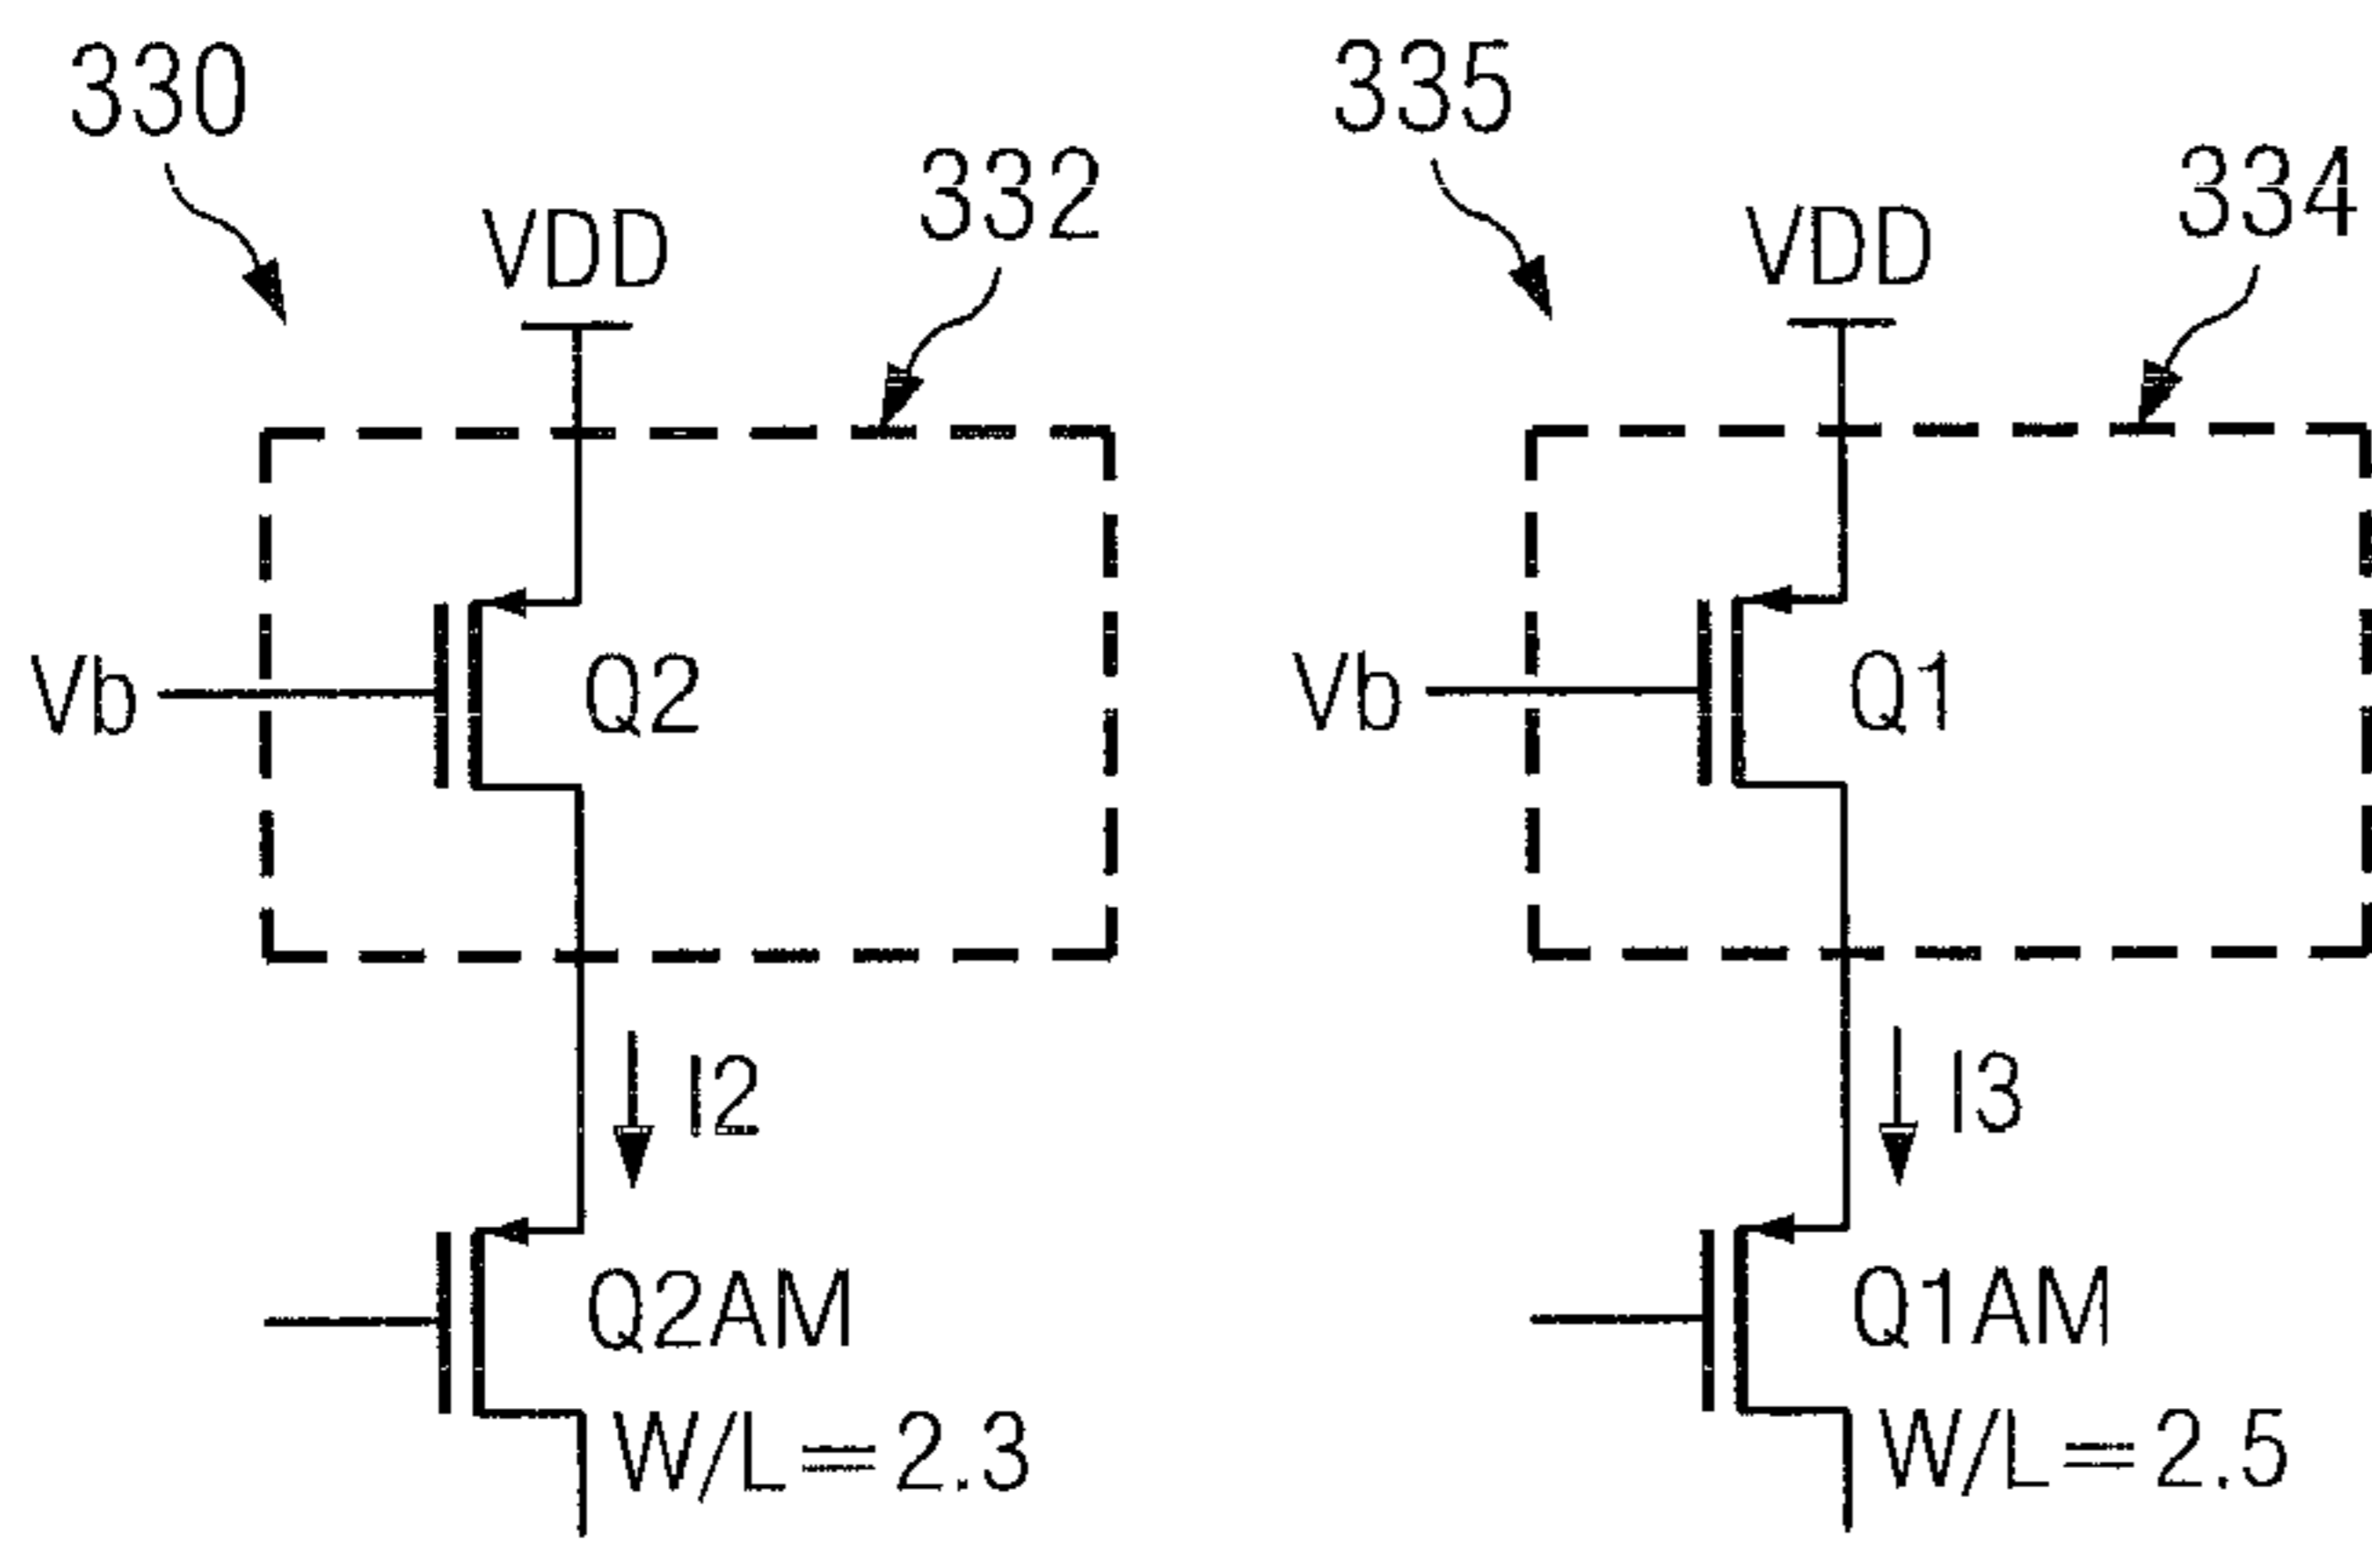 330
332
VDD
Vb
Q2
I2
Q2AM
W/L=2.3
335
334
VDD
Vb
Q1
I3
Q1AM
W/L=2.5